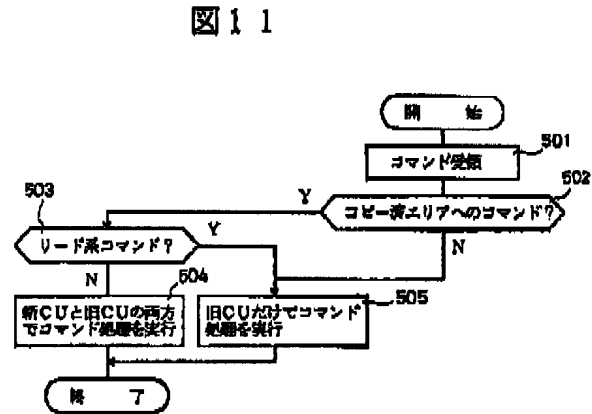 図11
開 始
501
コマンド受領
502
コピー済エリアへのコマンド?
Y
N
503
リード系コマンド?
Y
N
504
新CUと旧CUの両方
でコマンド処理を実行
505
旧CUだけでコマンド
処理を実行
終 了